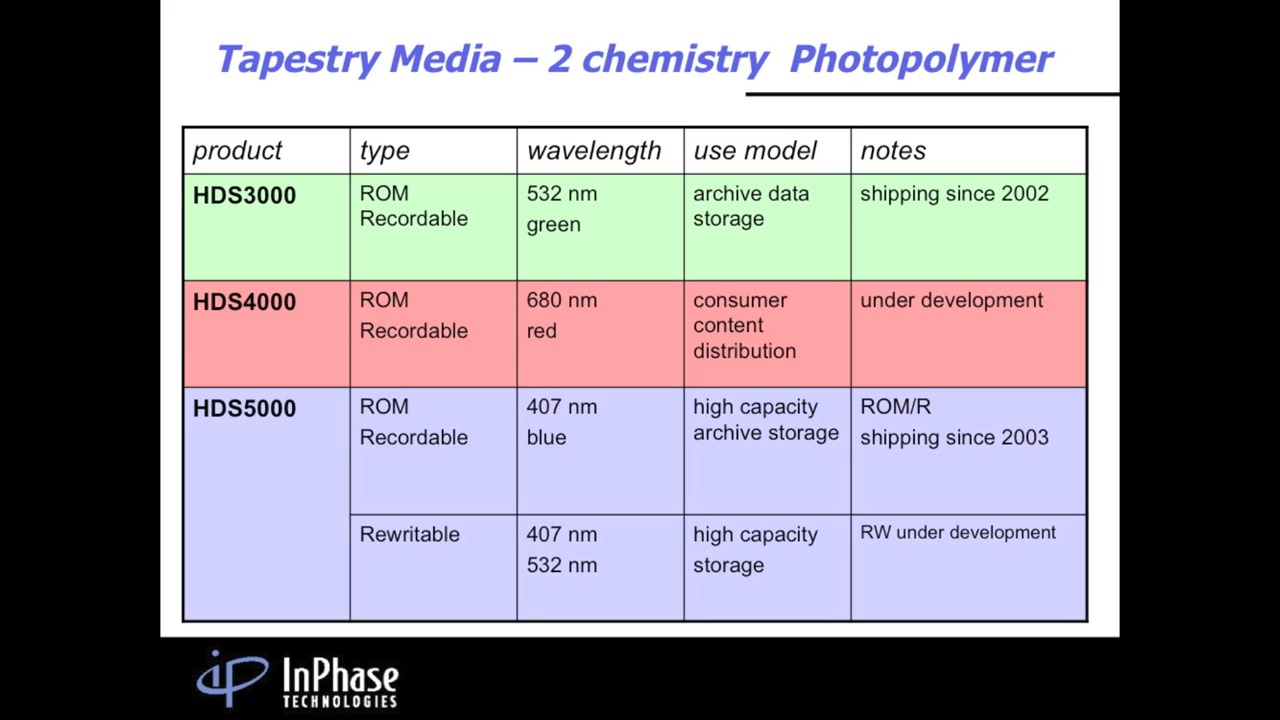 Tapestry Media – 2 chemistry Photopolymer
product type wavelength use model notes
HDS3000
ROM
Recordable
532 nm
green
archive data
storage
shipping since 2002
HDS4000
ROM
Recordable
680 nm
red
consumer
content
distribution
under development
HDS5000
ROM
Recordable
407 nm
blue
high capacity
archive storage
ROM/R
shipping since 2003
Rewritable
407 nm
532 nm
high capacity
storage
RW under development
InPhase
TECHNOLOGIES